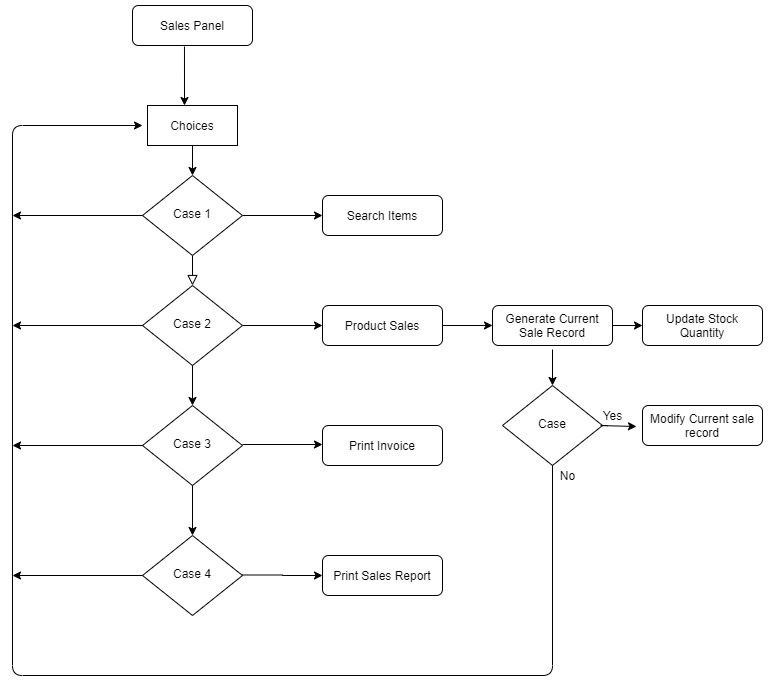 Sales Panel
Choices
Case 1
Search Items
Case 2
Product Sales
Generate Current
Sale Record
Update Stock
Quantity
Case 3
Print Invoice
Case
Yes
Modify Current sale
record
No
Case 4
Print Sales Report